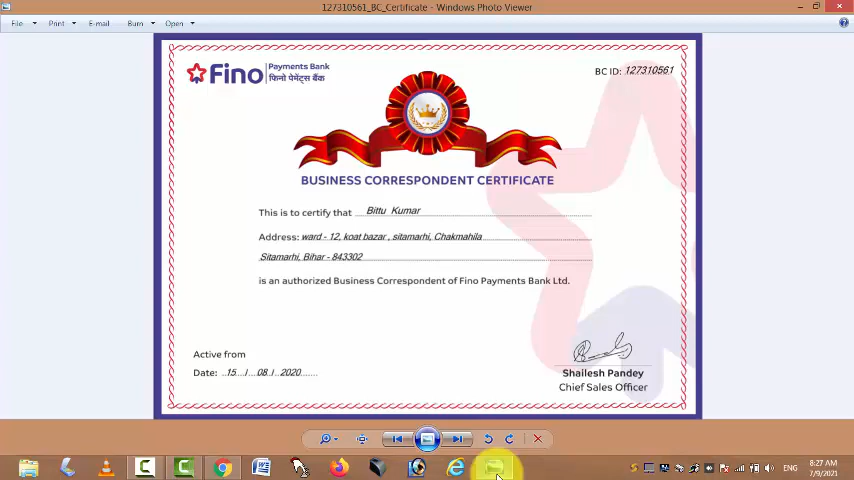 127310561_BC_Certificate - Windows Photo Viewer
File Print E-mail Burn Open
Fino Payments Bank
फिनो पेमेंट्स बैंक
BC ID: 127310561
BUSINESS CORRESPONDENT CERTIFICATE
This is to certify that Bittu Kumar
Address: ward - 12, koat bazar , sitamarhi, Chakmahila
Sitamarhi, Bihar - 843302
is an authorized Business Correspondent of Fino Payments Bank Ltd.
Active from
Date: ..15..../...08../...2020.......
Shailesh Pandey
Chief Sales Officer
ENG
8:27 AM
7/9/2021